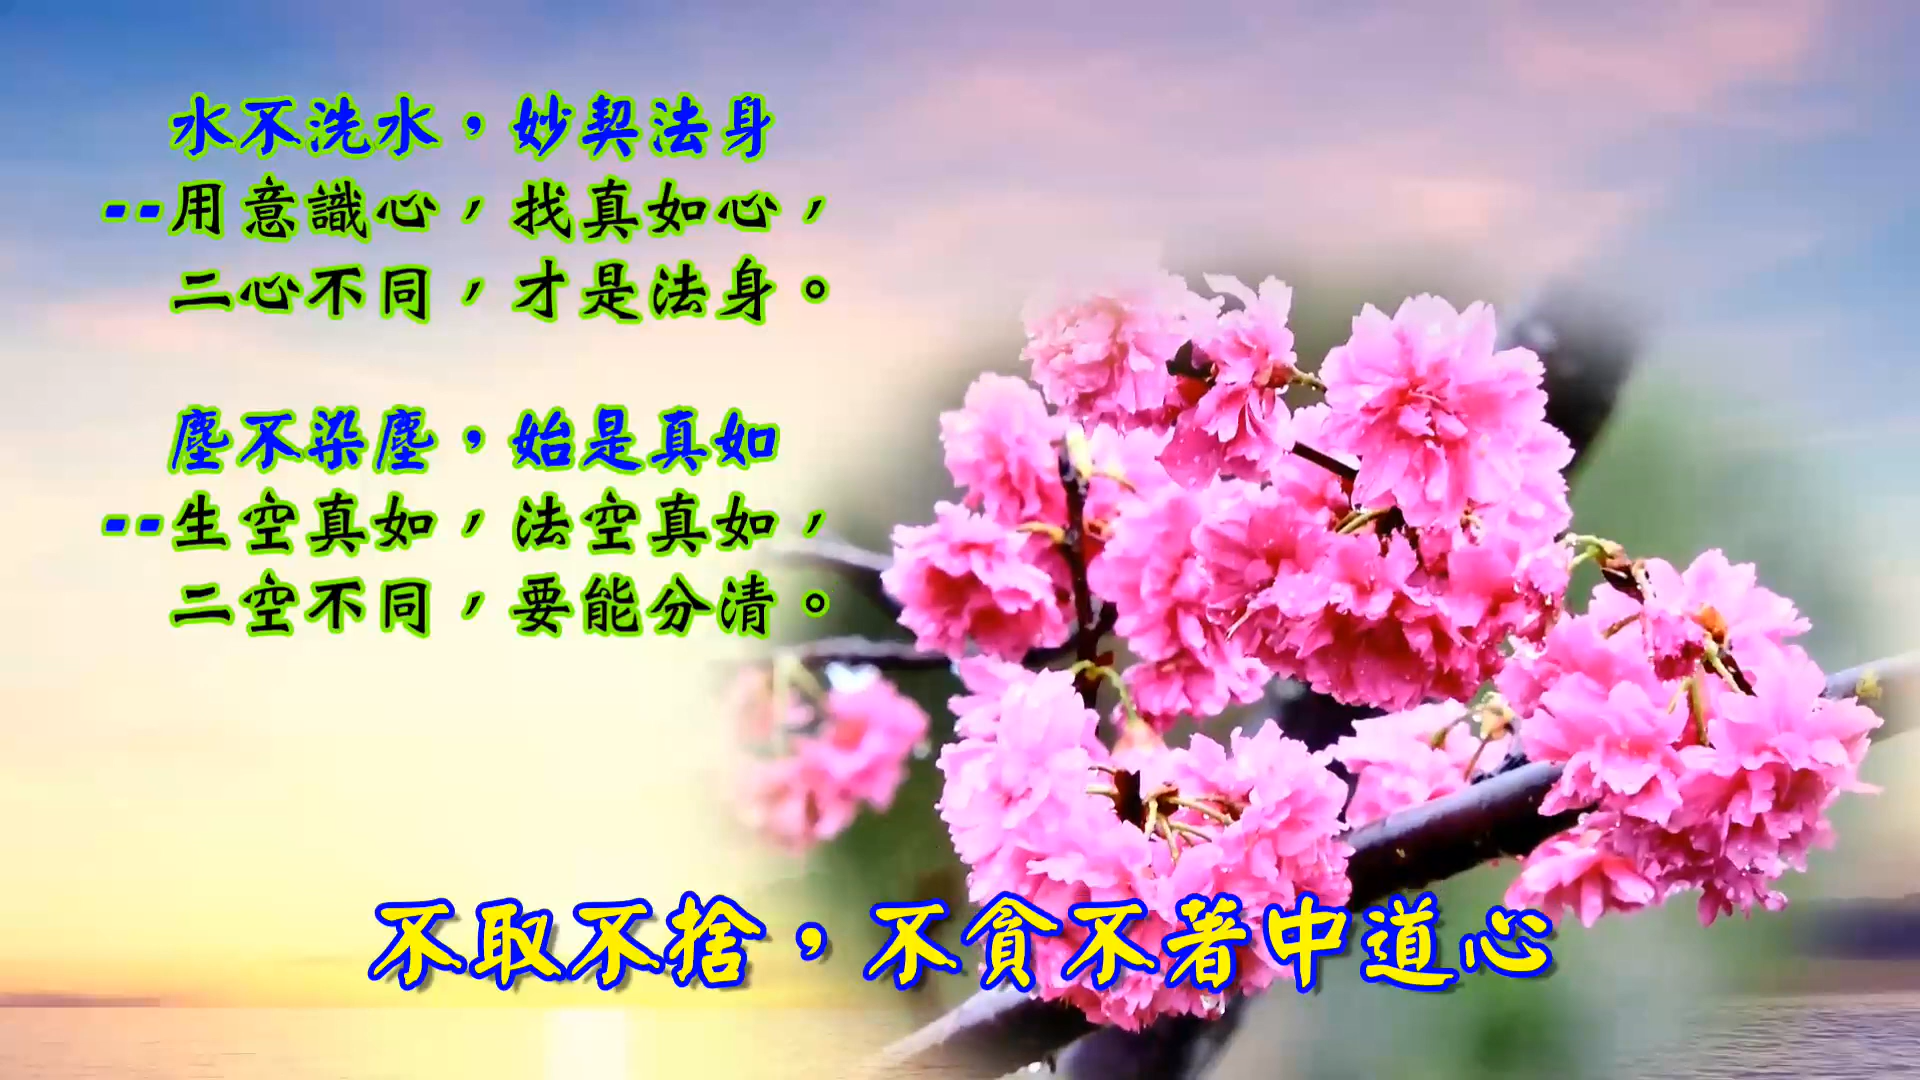 水不洗水，妙契法身
--用意識心，找真如心，
二心不同，才是法身。
塵不染塵，始是真如
--生空真如，法空真如，
二空不同，要能分清。
不取不捨，不貪不著中道心